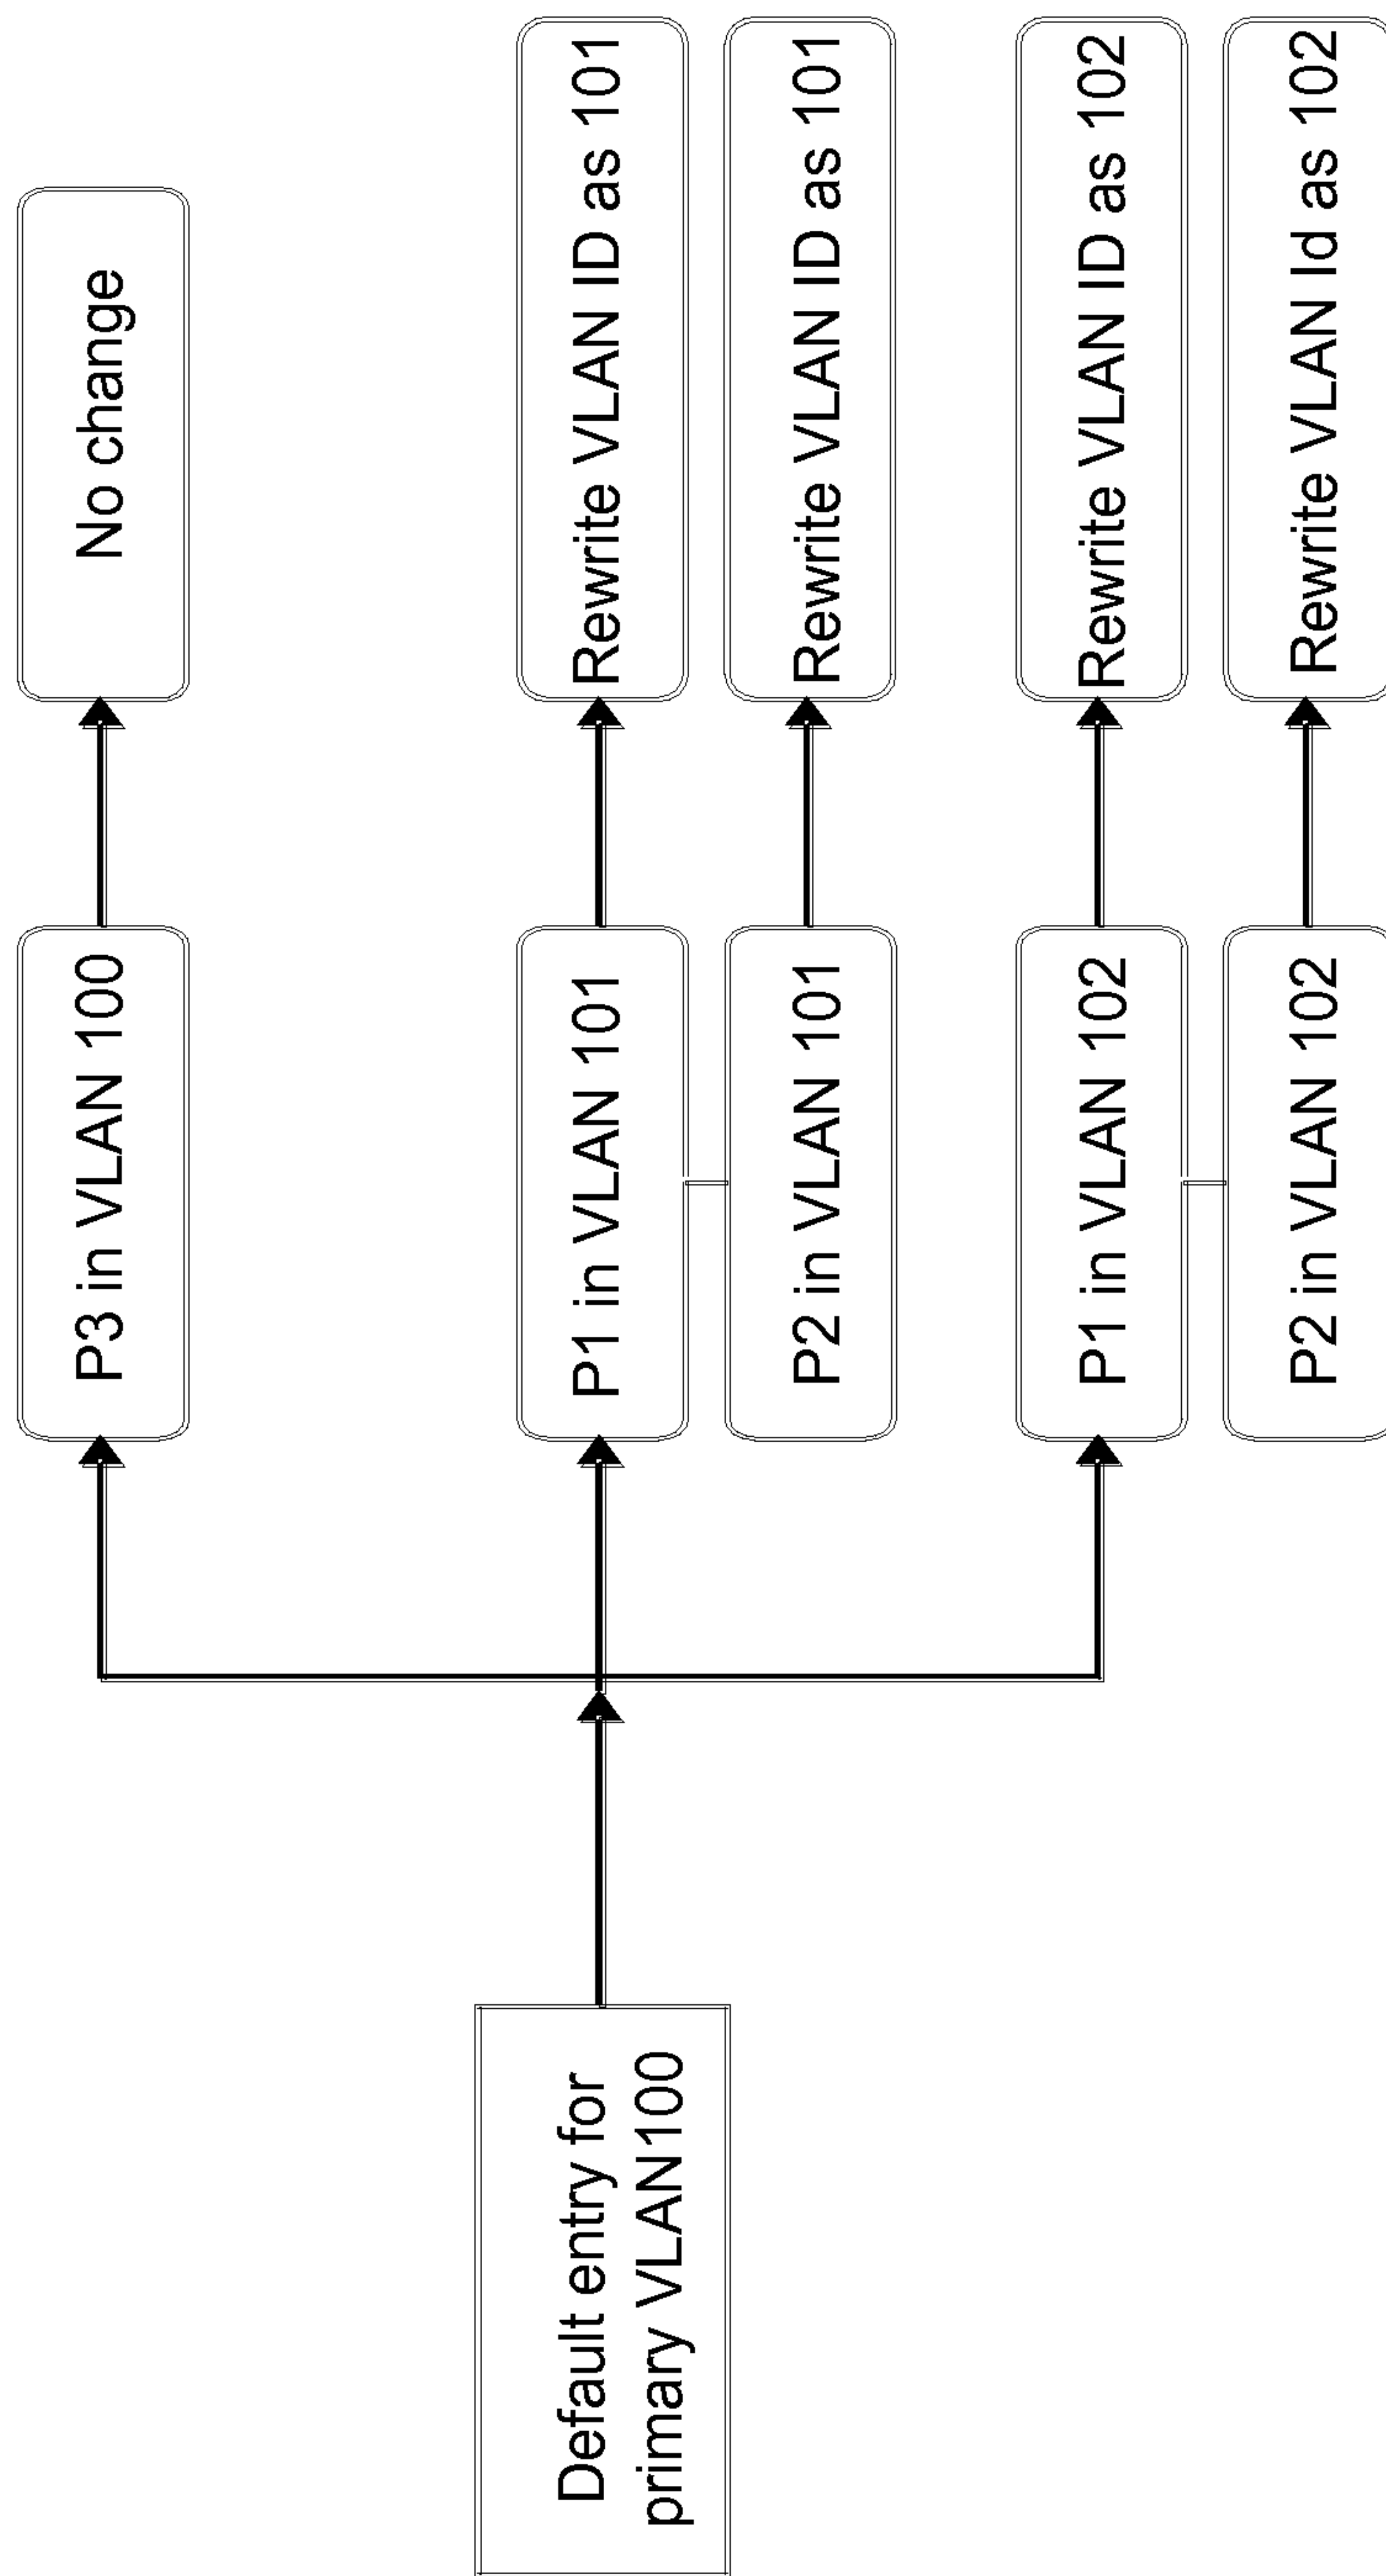 Default entry for
primary VLAN100
P3 in VLAN 100
No change
P1 in VLAN 101
Rewrite VLAN ID as 101
P2 in VLAN 101
Rewrite VLAN ID as 101
P1 in VLAN 102
Rewrite VLAN ID as 102
P2 in VLAN 102
Rewrite VLAN Id as 102